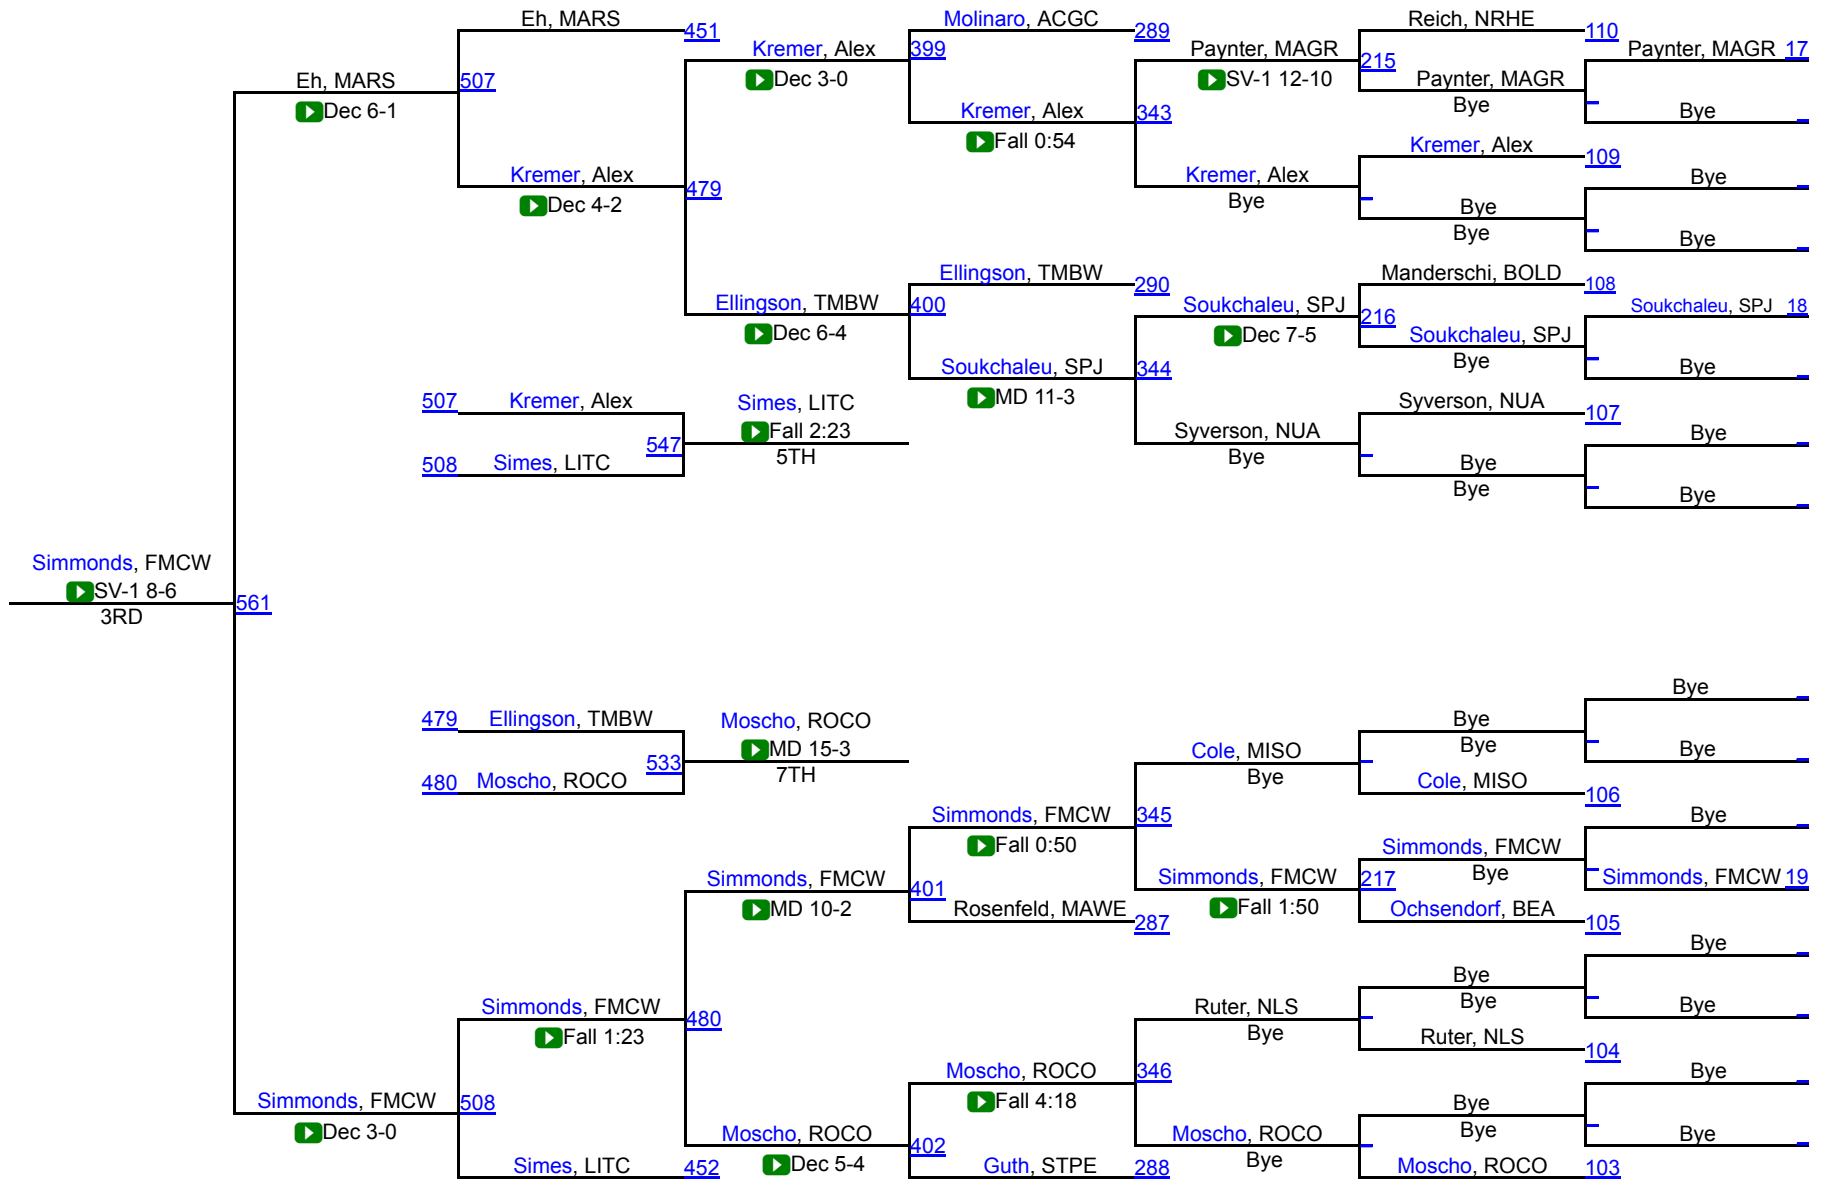 Eh, MARS
451
Molinaro, ACGC
289
Reich, NRHE
110
Kremer, Alex
399
Paynter, MAGR
215
Paynter, MAGR 17
Eh, MARS
507
Dec 3-0
SV-1 12-10
Paynter, MAGR
Dec 6-1
Kremer, Alex
343
Bye
Bye
Fall 0:54
Kremer, Alex
109
Kremer, Alex
479
Kremer, Alex
Bye
Dec 4-2
Bye
Bye
Bye
Bye
Ellingson, TMBW
290
Manderschi, BOLD
108
Ellingson, TMBW
400
Soukchaleu, SPJ
216
Soukchaleu, SPJ 18
Dec 6-4
Dec 7-5
Soukchaleu, SPJ
Soukchaleu, SPJ
344
Bye
Bye
507
Kremer, Alex
Simes, LITC
MD 11-3
Syverson, NUA
107
547
Fall 2:23
Syverson, NUA
Bye
508
Simes, LITC
5TH
Bye
Bye
Bye
Bye
Simmonds, FMCW
SV-1 8-6
561
3RD
Bye
479
Ellingson, TMBW
Moscho, ROCO
Bye
533
MD 15-3
Cole, MISO
Bye
Bye
480
Moscho, ROCO
7TH
Bye
Cole, MISO
106
Simmonds, FMCW
345
Bye
Fall 0:50
Simmonds, FMCW
Simmonds, FMCW
401
Simmonds, FMCW
217
Bye
Simmonds, FMCW 19
MD 10-2
Rosenfeld, MAWE
287
Fall 1:50
Ochsendorf, BEA
105
Bye
Bye
Simmonds, FMCW
480
Ruter, NLS
Bye
Bye
Fall 1:23
Bye
Ruter, NLS
104
Moscho, ROCO
346
Bye
Simmonds, FMCW
508
Fall 4:18
Bye
Dec 3-0
Moscho, ROCO
402
Moscho, ROCO
Bye
Bye
Simes, LITC
452
Dec 5-4
Guth, STPE
288
Bye
Moscho, ROCO
103